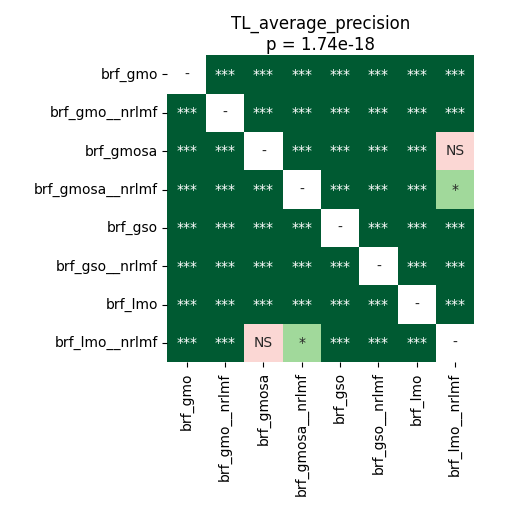 TL_average_precision
p = 1.74e-18
brf_gmo - *** *** *** *** *** *** ***
brf_gmo__nrlmf *** - *** *** *** *** *** ***
brf_gmosa *** *** - *** *** *** *** NS
brf_gmosa__nrlmf *** *** *** - *** *** *** *
brf_gso *** *** *** *** - *** *** ***
brf_gso__nrlmf *** *** *** *** *** - *** ***
brf_lmo *** *** *** *** *** *** - ***
brf_lmo__nrlmf *** *** NS * *** *** *** -
brf_gmo
brf_gmo__nrlmf
brf_gmosa
brf_gmosa__nrlmf
brf_gso
brf_gso__nrlmf
brf_lmo
brf_lmo__nrlmf